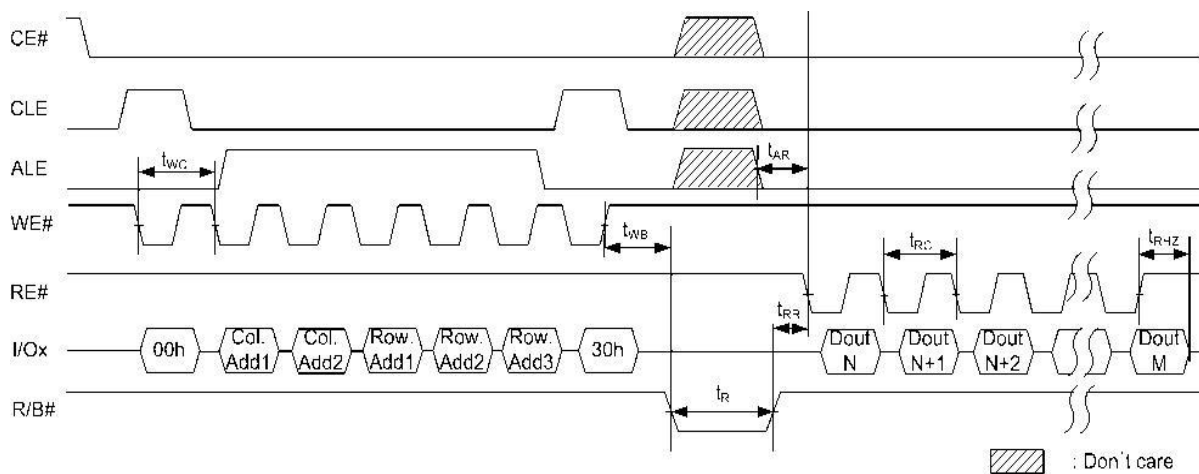 CE#
CLE
tAR
ALE
tWC
WE#
tWB
tRC
tRHZ
RE#
tRR
I/Ox
00h
Col. Add1
Col. Add2
Row. Add1
Row. Add2
Row. Add3
30h
Dout N
Dout N+1
Dout N+2
Dout M
R/B#
tR
: Don't care